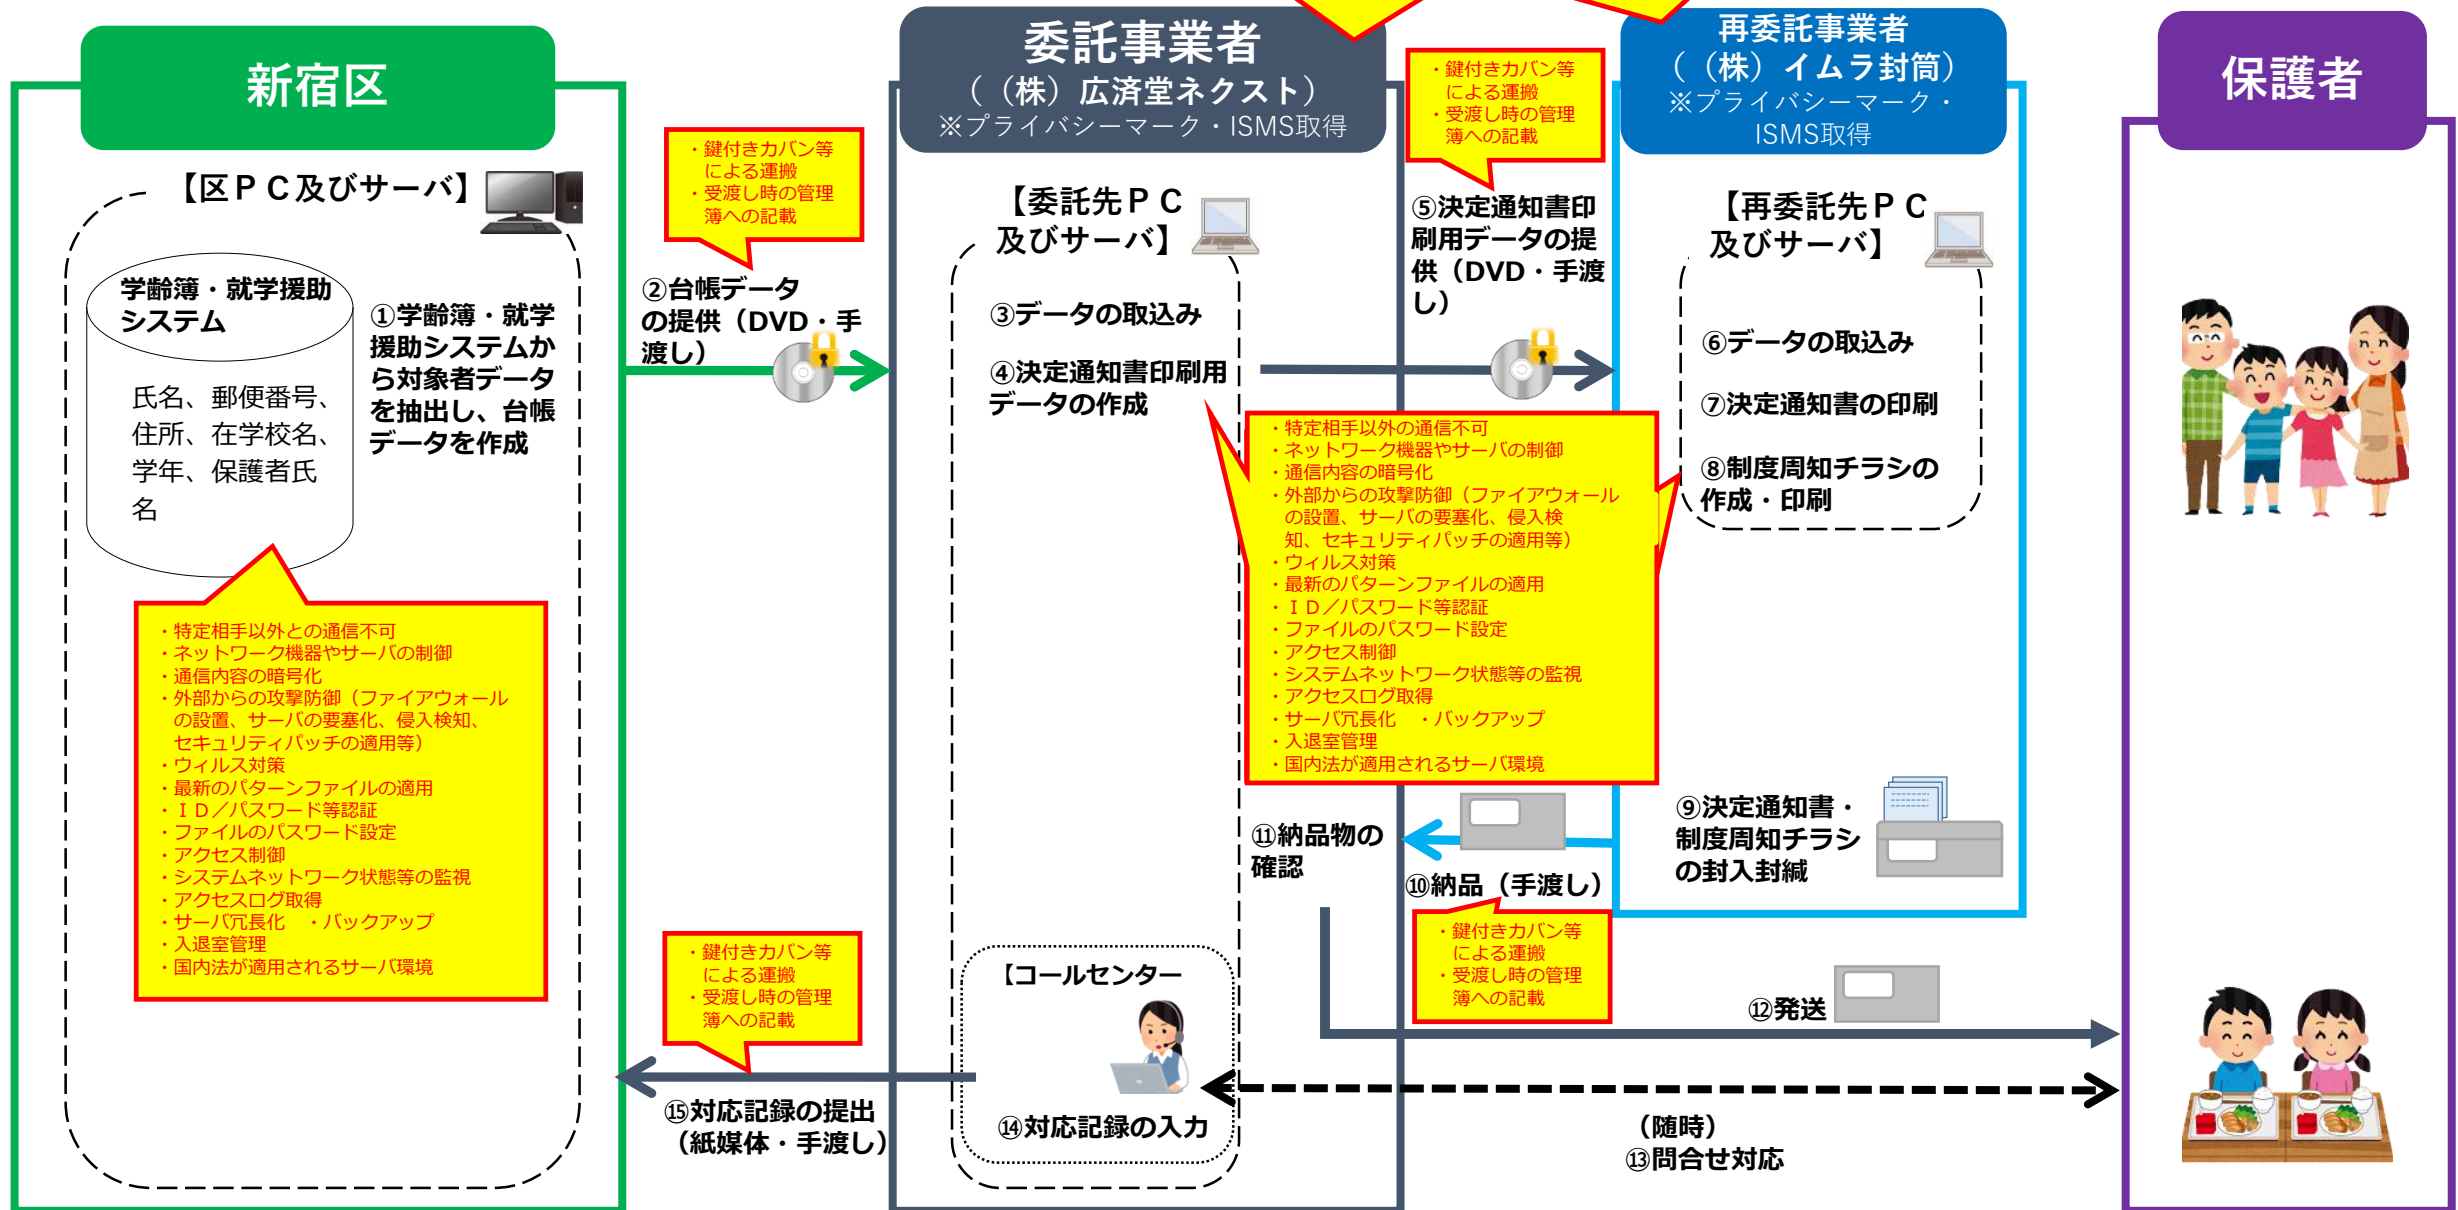 新宿区
【区ＰＣ及びサーバ】
学齢簿・就学援助
システム
氏名、郵便番号、
住所、在学校名、
学年、保護者氏
名
①学齢簿・就学
援助システムか
ら対象者データ
を抽出し、台帳
データを作成
・特定相手以外との通信不可
・ネットワーク機器やサーバの制御
・通信内容の暗号化
・外部からの攻撃防御（ファイアウォール
の設置、サーバの要塞化、侵入検知、
セキュリティパッチの適用等）
・ウィルス対策
・最新のパターンファイルの適用
・ＩＤ／パスワード等認証
・ファイルのパスワード設定
・アクセス制御
・システムネットワーク状態等の監視
・アクセスログ取得
・サーバ冗長化　・バックアップ
・入退室管理
・国内法が適用されるサーバ環境
・鍵付きカバン等
による運搬
・受渡し時の管理
簿への記載
②台帳データ
の提供（DVD・手
渡し）
委託事業者
（（株）広済堂ネクスト）
※プライバシーマーク・ISMS取得
【委託先ＰＣ
及びサーバ】
③データの取込み
④決定通知書印刷用
データの作成
・鍵付きカバン等
による運搬
・受渡し時の管理
簿への記載
⑤決定通知書印
刷用データの提
供（DVD・手渡
し）
・特定相手以外の通信不可
・ネットワーク機器やサーバの制御
・通信内容の暗号化
・外部からの攻撃防御（ファイアウォール
の設置、サーバの要塞化、侵入検
知、セキュリティパッチの適用等）
・ウィルス対策
・最新のパターンファイルの適用
・ＩＤ／パスワード等認証
・ファイルのパスワード設定
・アクセス制御
・システムネットワーク状態等の監視
・アクセスログ取得
・サーバ冗長化　・バックアップ
・入退室管理
・国内法が適用されるサーバ環境
再委託事業者
（（株）イムラ封筒）
※プライバシーマーク・
ISMS取得
【再委託先ＰＣ
及びサーバ】
⑥データの取込み
⑦決定通知書の印刷
⑧制度周知チラシの
作成・印刷
⑨決定通知書・
制度周知チラシ
の封入封緘
⑩納品（手渡し）
・鍵付きカバン等
による運搬
・受渡し時の管理
簿への記載
⑪納品物の
確認
⑫発送
保護者
（随時）
⑬問合せ対応
【コールセンター
⑭対応記録の入力
・鍵付きカバン等
による運搬
・受渡し時の管理
簿への記載
⑮対応記録の提出
（紙媒体・手渡し）